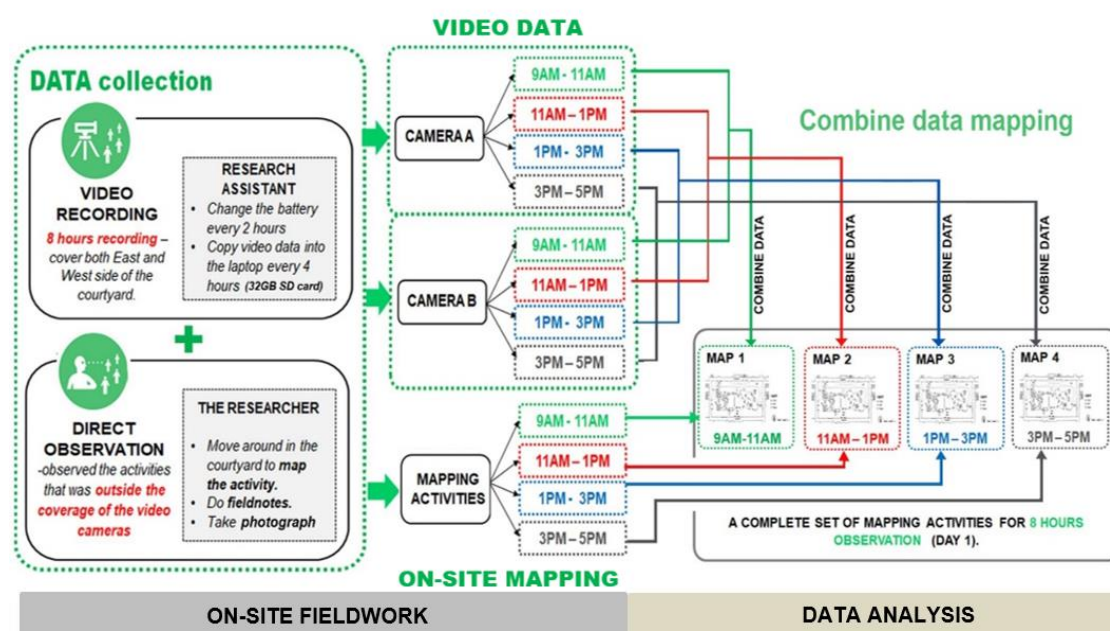 VIDEO DATA
DATA collection
VIDEO
RECORDING
8 hours recording –
cover both East and
West side of the
courtyard.
RESEARCH
ASSISTANT
• Change the battery
every 2 hours
• Copy video data into
the laptop every 4
hours (32GB SD card)
+
DIRECT
OBSERVATION
-observed the activities
that was outside the
coverage of the video
cameras
THE RESEARCHER
• Move around in the
courtyard to map
the activity.
• Do fieldnotes.
• Take photograph
CAMERA A
9AM - 11AM
11AM – 1PM
1PM - 3PM
3PM – 5PM
CAMERA B
9AM - 11AM
11AM – 1PM
1PM - 3PM
3PM – 5PM
MAPPING
ACTIVITIES
9AM - 11AM
11AM – 1PM
1PM - 3PM
3PM – 5PM
ON-SITE MAPPING
Combine data mapping
COMBINE DATA
COMBINE DATA
COMBINE DATA
COMBINE DATA
MAP 1
9AM-11AM
MAP 2
11AM – 1PM
MAP 3
1PM – 3PM
MAP 4
3PM – 5PM
A COMPLETE SET OF MAPPING ACTIVITIES FOR 8 HOURS
OBSERVATION (DAY 1).
ON-SITE FIELDWORK
DATA ANALYSIS